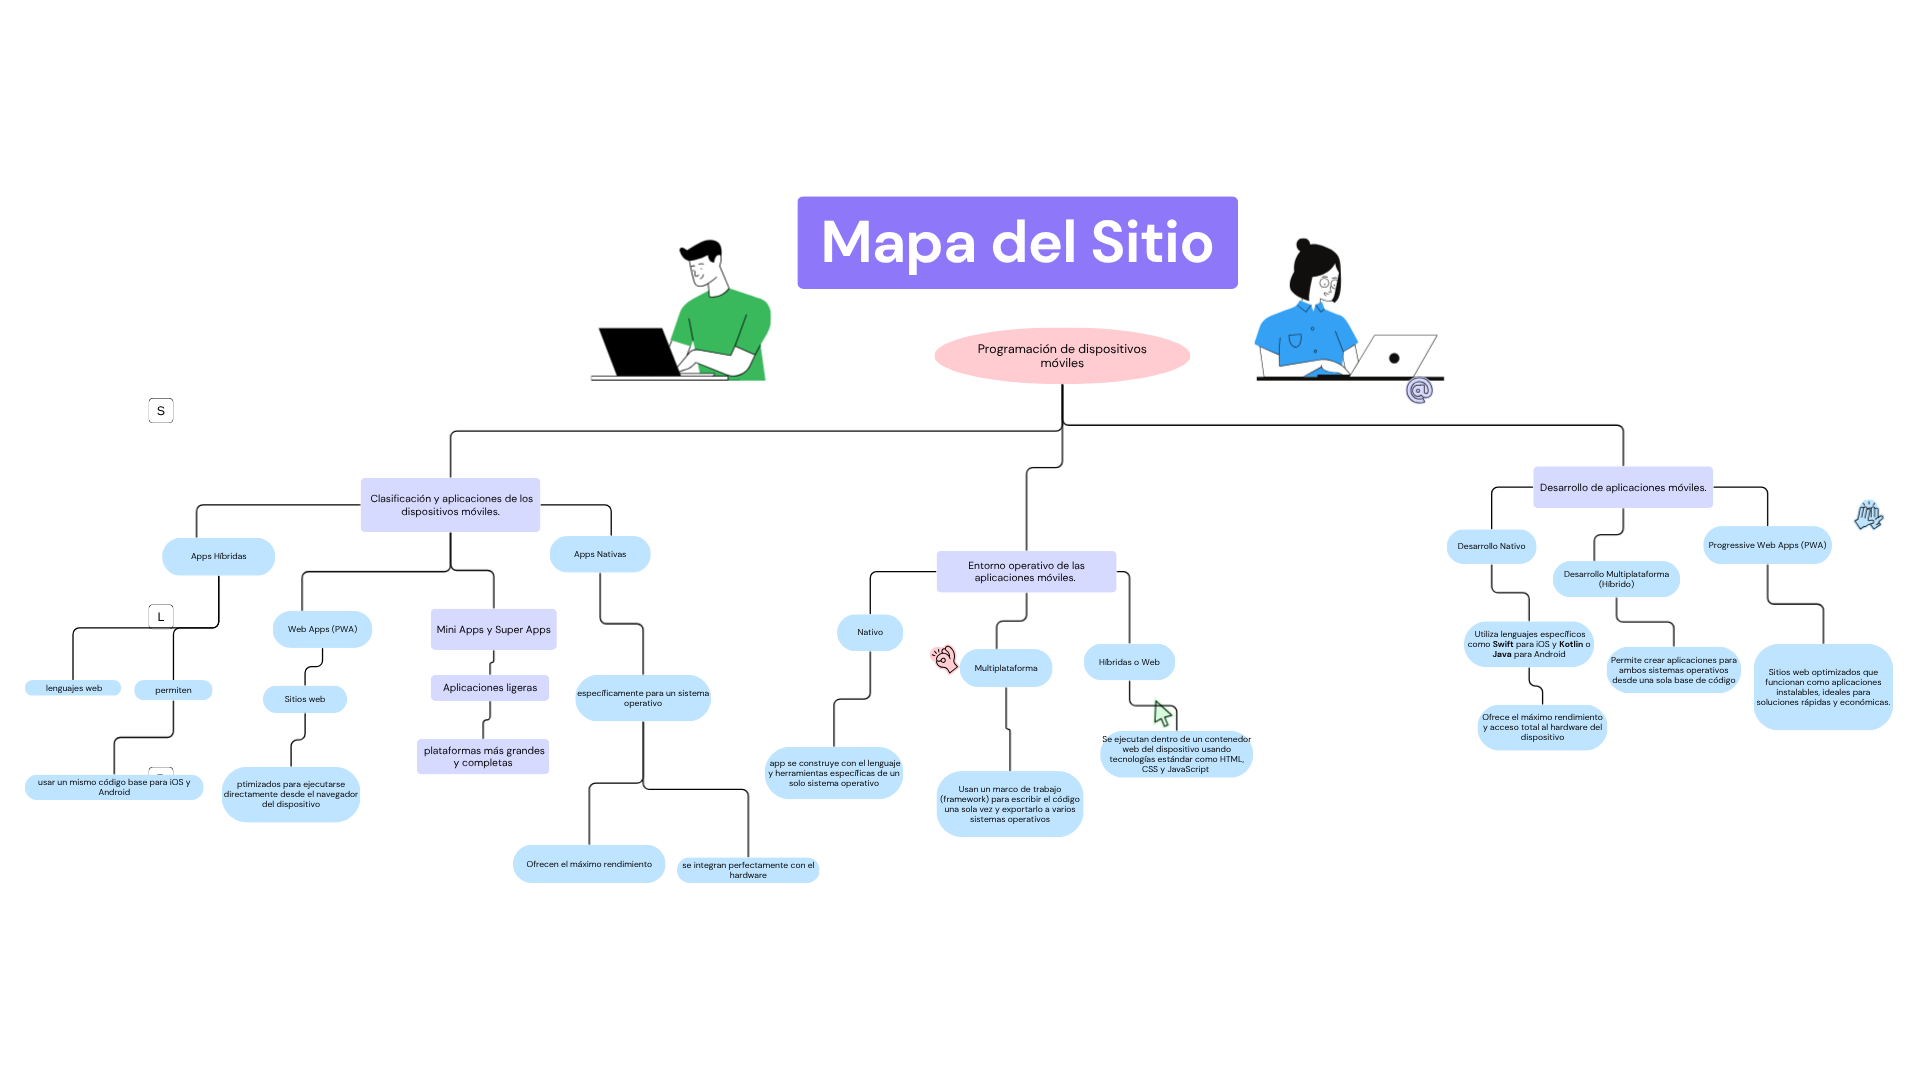 Mapa del Sitio
Programación de dispositivos
móviles
S
Clasificación y aplicaciones de los
dispositivos móviles.
Apps Híbridas
Apps Nativas
L
Web Apps (PWA)
Mini Apps y Super Apps
lenguajes web
permiten
Sitios web
Aplicaciones ligeras
específicamente para un sistema
operativo
plataformas más grandes
y completas
usar un mismo código base para iOS y
Android
ptimizados para ejecutarse
directamente desde el navegador
del dispositivo
Ofrecen el máximo rendimiento
se integran perfectamente con el
hardware
Entorno operativo de las
aplicaciones móviles.
Nativo
Multiplataforma
Híbridas o Web
app se construye con el lenguaje
y herramientas específicas de un
solo sistema operativo
Usan un marco de trabajo
(framework) para escribir el código
una sola vez y exportarlo a varios
sistemas operativos
Se ejecutan dentro de un contenedor
web del dispositivo usando
tecnologías estándar como HTML,
CSS y JavaScript
Desarrollo de aplicaciones móviles.
Desarrollo Nativo
Desarrollo Multiplataforma
(Híbrido)
Progressive Web Apps (PWA)
Utiliza lenguajes específicos
como Swift para iOS y Kotlin o
Java para Android
Ofrece el máximo rendimiento
y acceso total al hardware del
dispositivo
Permite crear aplicaciones para
ambos sistemas operativos
desde una sola base de código
Sitios web optimizados que
funcionan como aplicaciones
instalables, ideales para
soluciones rápidas y económicas.
@